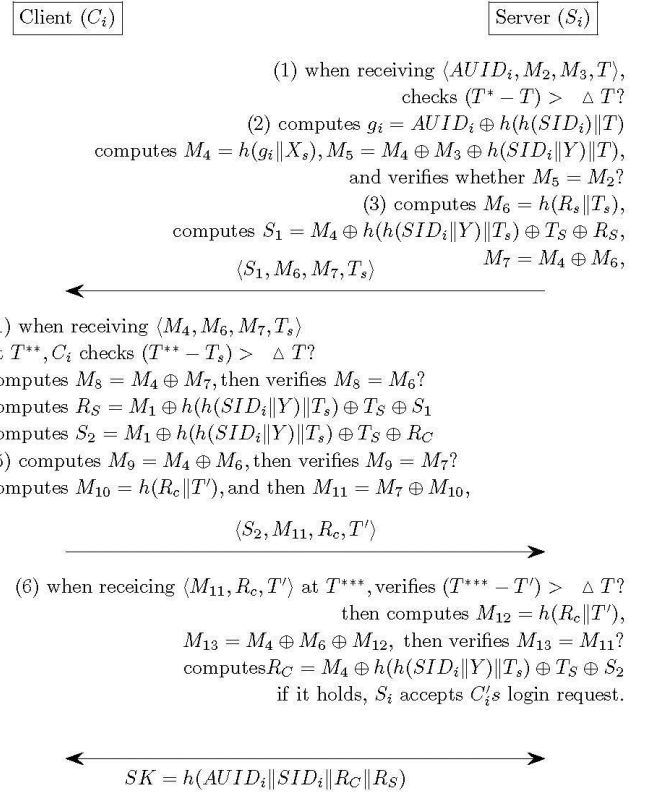 Client (C_i)
Server (S_i)
(1) when receiving ⟨AUID_i, M_2, M_3, T⟩,
checks (T* − T) > △ T?
(2) computes g_i = AUID_i ⊕ h(h(SID_i)∥T)
computes M_4 = h(g_i∥X_s), M_5 = M_4 ⊕ M_3 ⊕ h(SID_i∥Y)∥T),
and verifies whether M_5 = M_2?
(3) computes M_6 = h(R_s∥T_s),
computes S_1 = M_4 ⊕ h(h(SID_i∥Y)∥T_s) ⊕ T_S ⊕ R_S,
M_7 = M_4 ⊕ M_6,
⟨S_1, M_6, M_7, T_s⟩
) when receiving ⟨M_4, M_6, M_7, T_s⟩
T**, C_i checks (T** − T_s) > △ T?
omputes M_8 = M_4 ⊕ M_7, then verifies M_8 = M_6?
omputes R_S = M_1 ⊕ h(h(SID_i∥Y)∥T_s) ⊕ T_S ⊕ S_1
omputes S_2 = M_1 ⊕ h(h(SID_i∥Y)∥T_s) ⊕ T_S ⊕ R_C
) computes M_9 = M_4 ⊕ M_6, then verifies M_9 = M_7?
omputes M_10 = h(R_c∥T′), and then M_11 = M_7 ⊕ M_10,
⟨S_2, M_11, R_c, T′⟩
(6) when receicing ⟨M_11, R_c, T′⟩ at T***, verifies (T*** − T′) > △ T?
then computes M_12 = h(R_c∥T′),
M_13 = M_4 ⊕ M_6 ⊕ M_12, then verifies M_13 = M_11?
computesR_C = M_4 ⊕ h(h(SID_i∥Y)∥T_s) ⊕ T_S ⊕ S_2
if it holds, S_i accepts C_i′s login request.
SK = h(AUID_i∥SID_i∥R_C∥R_S)